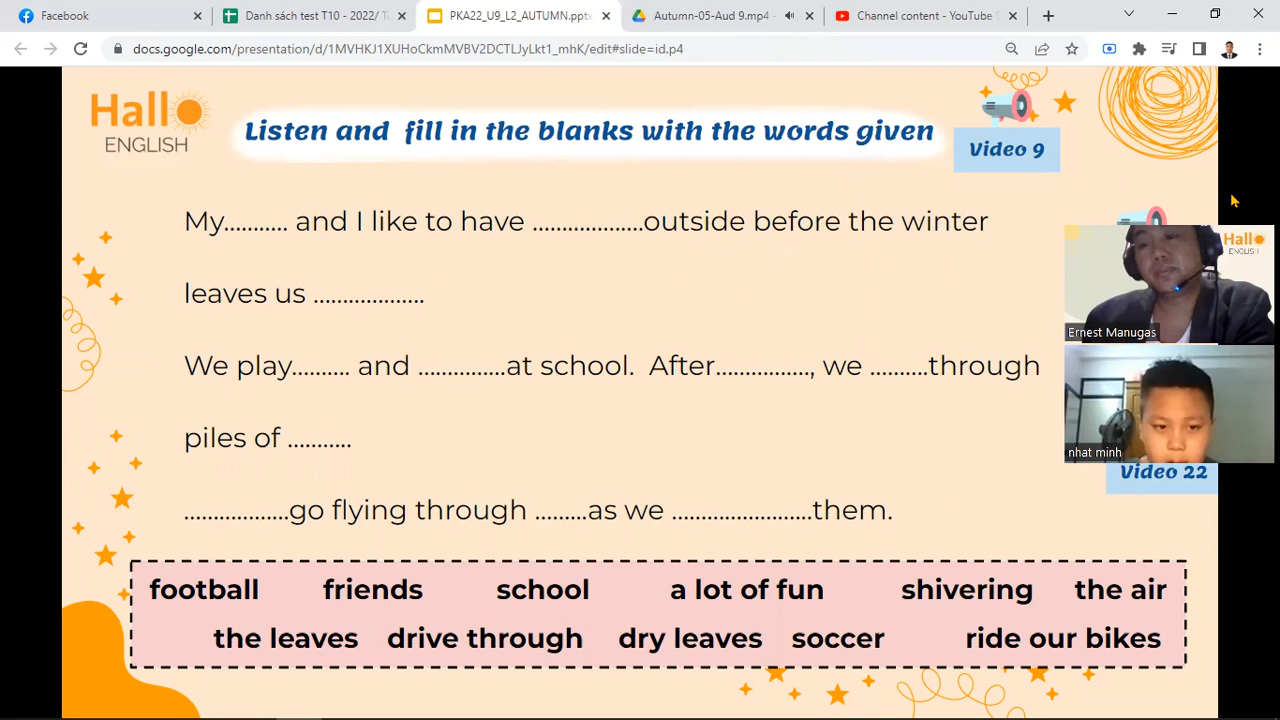 Facebook
Danh sách test T10 - 2022/ T
PKA22_U9_L2_AUTUMN.pptx
Autumn-05-Aud 9.mp4 -
Channel content - YouTube S
docs.google.com/presentation/d/1MVHKJ1XUHoCkmMVBV2DCTLJyLkt1_mhK/edit#slide=id.p4
Hallo
ENGLISH
Listen and fill in the blanks with the words given
Video 9
My........... and I like to have ...................outside before the winter
leaves us ...................
We play.......... and ...............at school. After................, we ..........through
piles of ...........
..................go flying through .........as we ........................them.
Hallo
ENGLISH
Ernest Manugas
nhat minh
Video 22
football friends school a lot of fun shivering the air
the leaves drive through dry leaves soccer ride our bikes